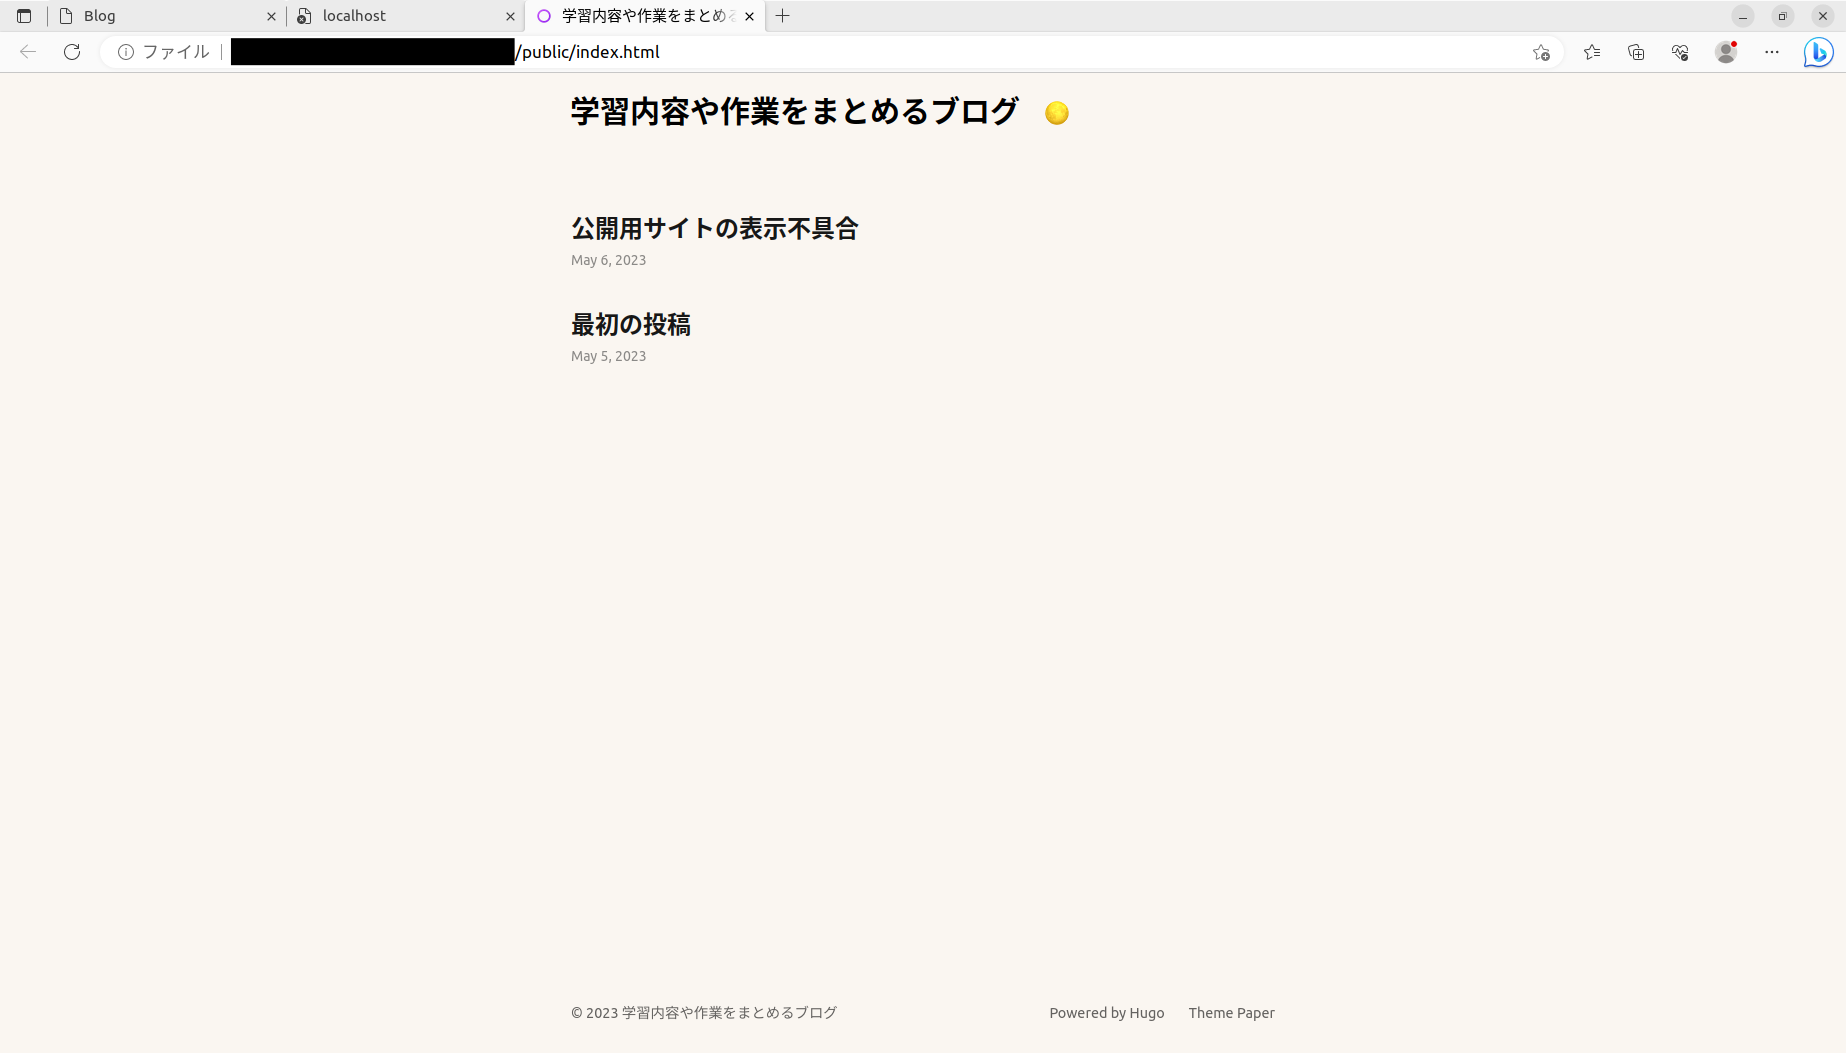 Blog
localhost
学習内容や作業をまとめる
ファイル
/public/index.html
学習内容や作業をまとめるブログ
公開用サイトの表示不具合
May 6, 2023
最初の投稿
May 5, 2023
© 2023 学習内容や作業をまとめるブログ
Powered by Hugo Theme Paper